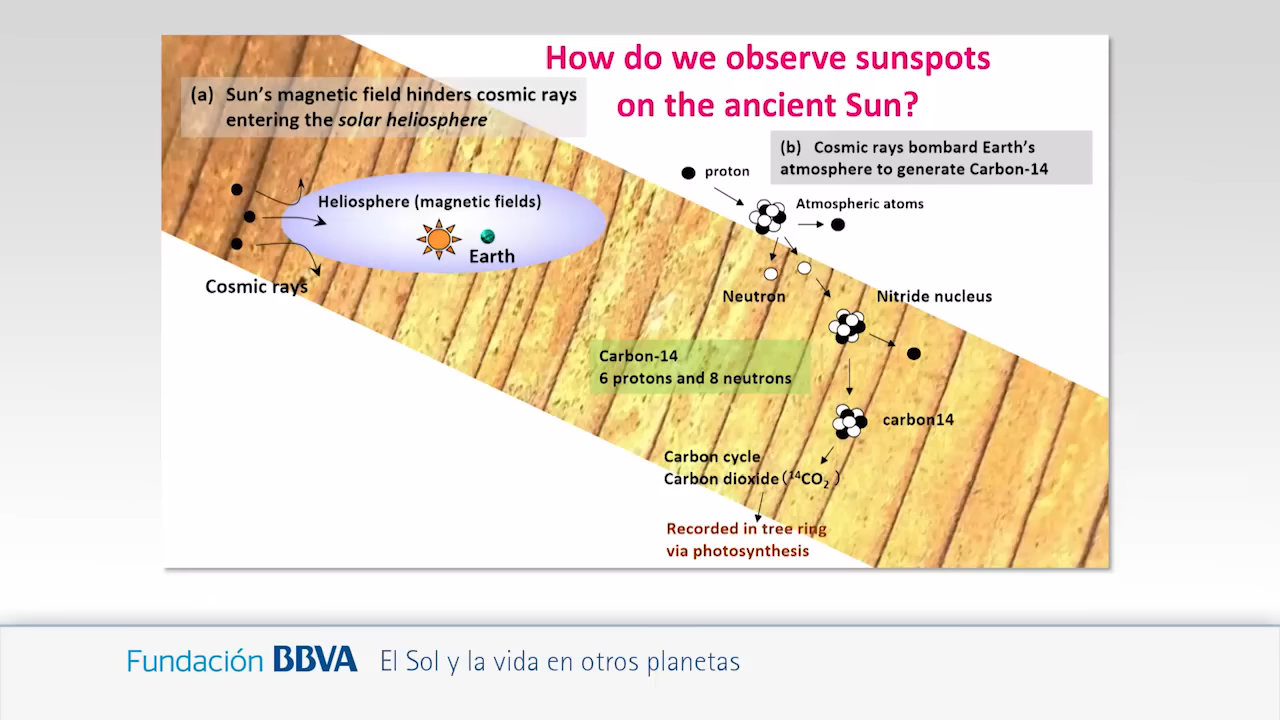 How do we observe sunspots
on the ancient Sun?
(a) Sun's magnetic field hinders cosmic rays
entering the solar heliosphere
Heliosphere (magnetic fields)
Earth
Cosmic rays
(b) Cosmic rays bombard Earth's
atmosphere to generate Carbon-14
proton
Atmospheric atoms
Neutron
Nitride nucleus
Carbon-14
6 protons and 8 neutrons
carbon14
Carbon cycle
Carbon dioxide (¹⁴CO₂ )
Recorded in tree ring
via photosynthesis
Fundación BBVA El Sol y la vida en otros planetas